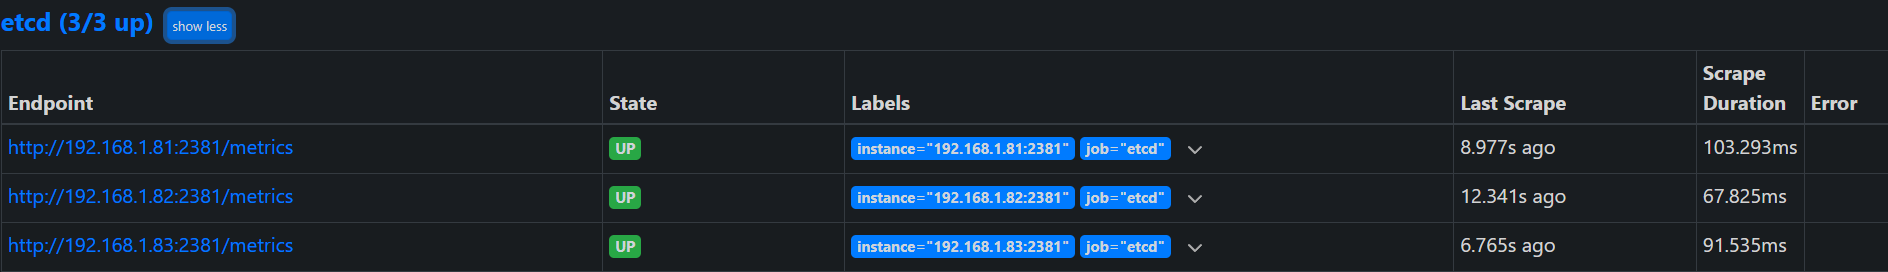 etcd (3/3 up) show less
Endpoint State Labels Last Scrape Scrape Duration Error
http://192.168.1.81:2381/metrics UP instance="192.168.1.81:2381" job="etcd" 8.977s ago 103.293ms
http://192.168.1.82:2381/metrics UP instance="192.168.1.82:2381" job="etcd" 12.341s ago 67.825ms
http://192.168.1.83:2381/metrics UP instance="192.168.1.83:2381" job="etcd" 6.765s ago 91.535ms